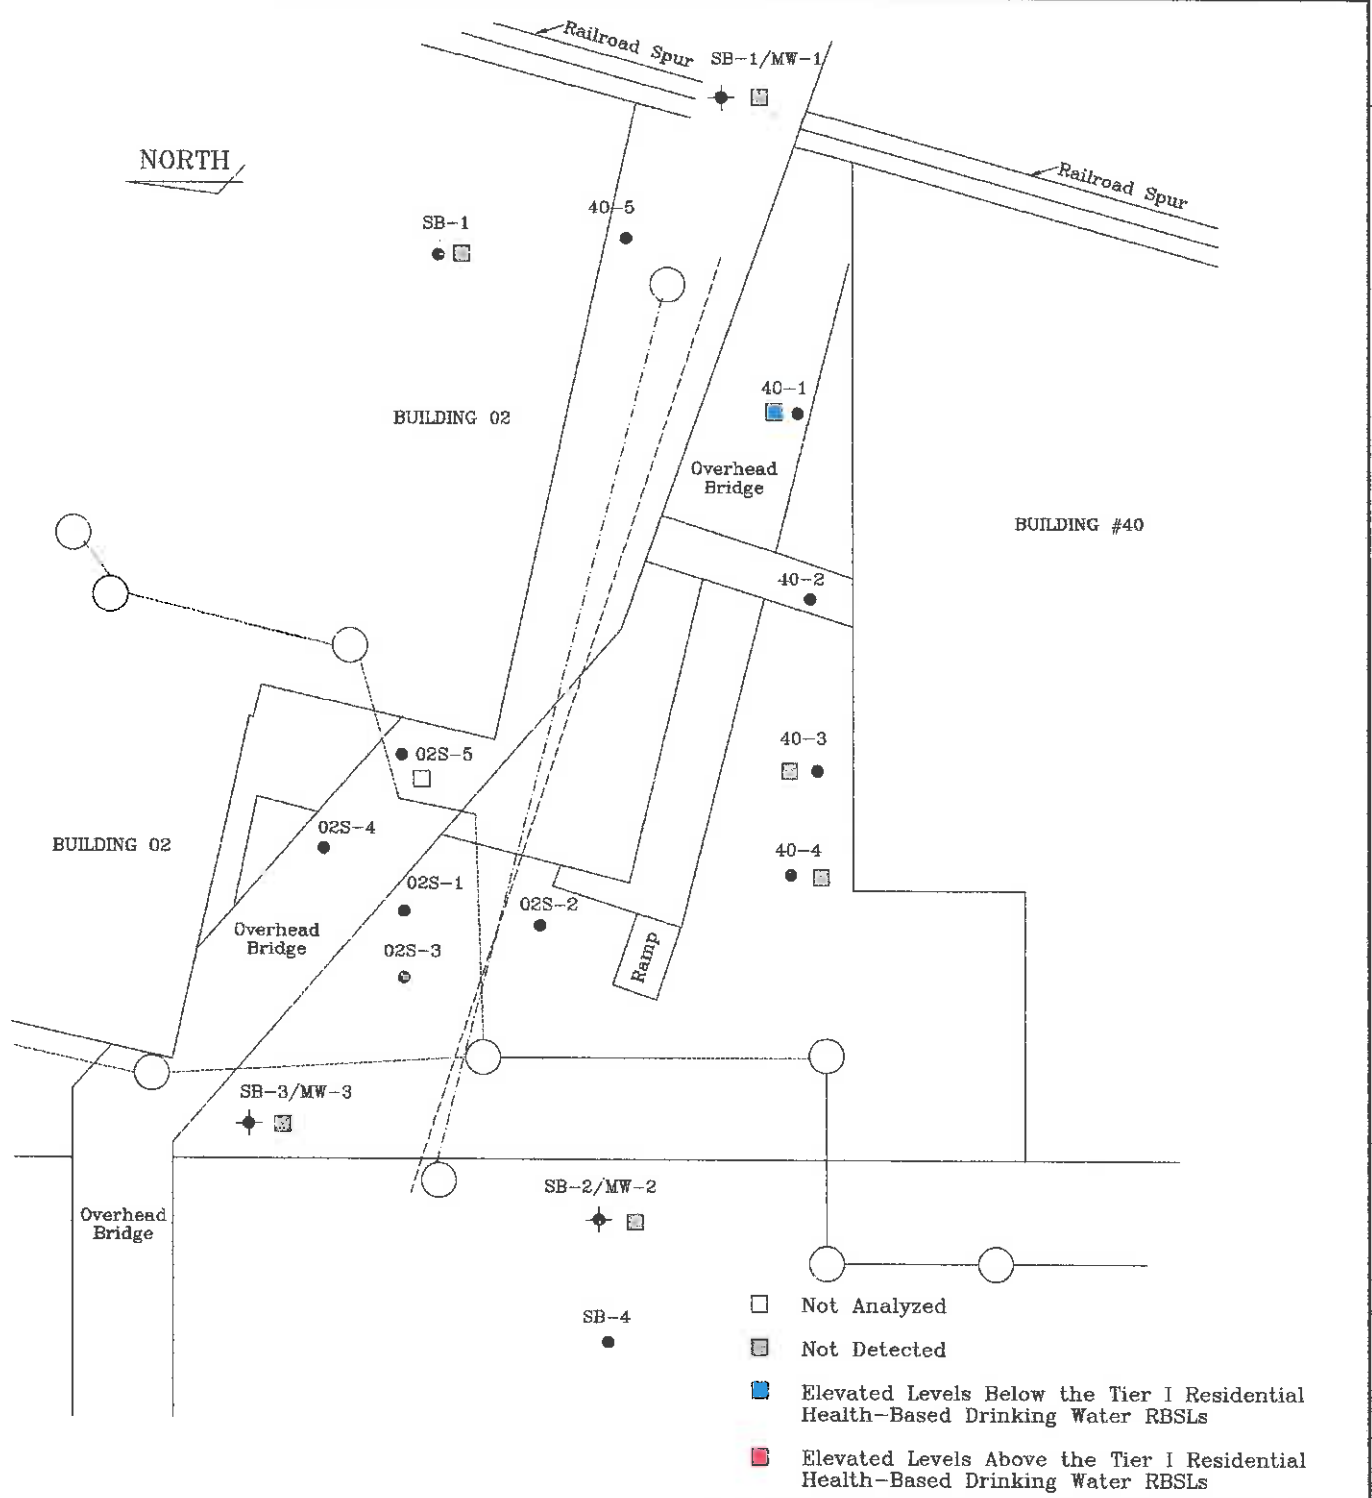 Railroad Spur
SB-1/MW-1
NORTH
Railroad Spur
40-5
SB-1
40-1
BUILDING 02
Overhead
Bridge
BUILDING #40
40-2
40-3
02S-5
02S-4
BUILDING 02
40-4
02S-1
02S-2
Overhead
Bridge
02S-3
Ramp
SB-3/MW-3
SB-2/MW-2
Overhead
Bridge
SB-4
Not Analyzed
Not Detected
Elevated Levels Below the Tier I Residential
Health-Based Drinking Water RBSLs
Elevated Levels Above the Tier I Residential
Health-Based Drinking Water RBSLs